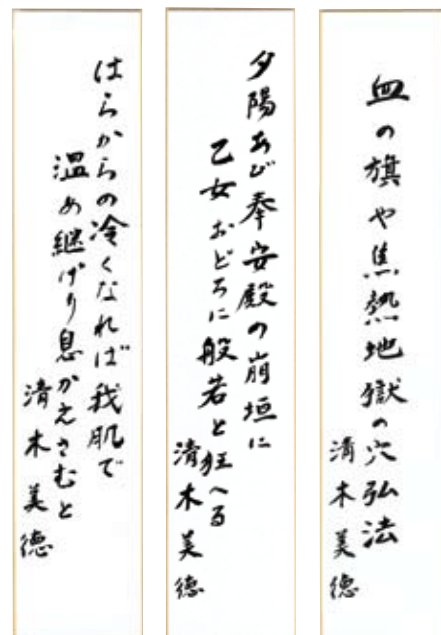 血の旗や焦熱地獄の穴弘法
清木美徳
夕陽あび奉安殿の崩垣に
乙女おどろに般若と狂へる
清木美徳
はらからの冷くなれば我肌で
温め継げり息かえさむと
清木美徳